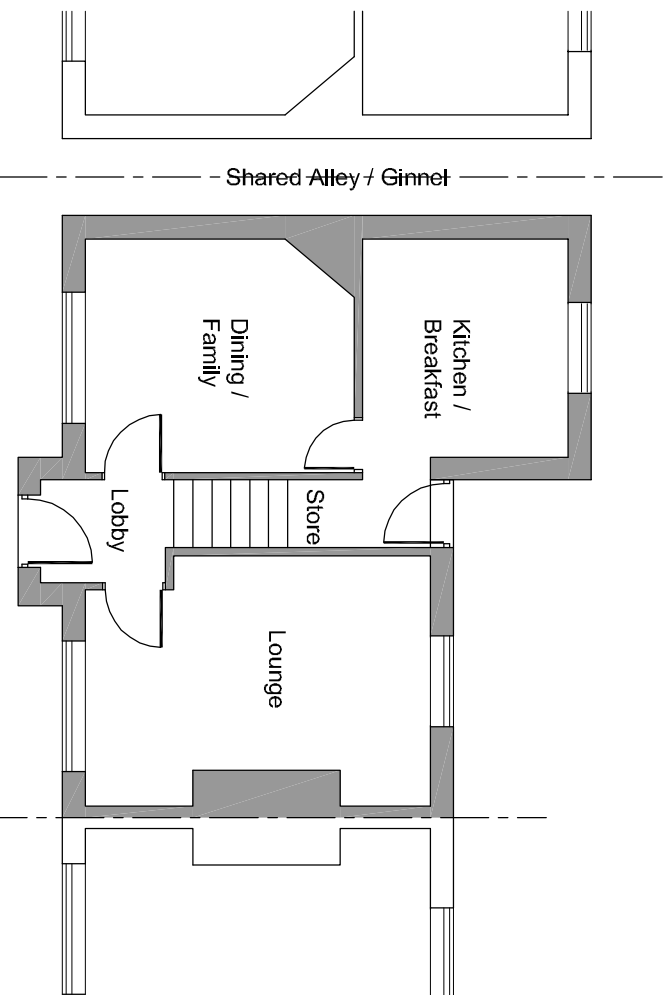 Shared Alley / Ginnel
Kitchen /
Breakfast
Dining /
Family
Store
Lobby
Lounge